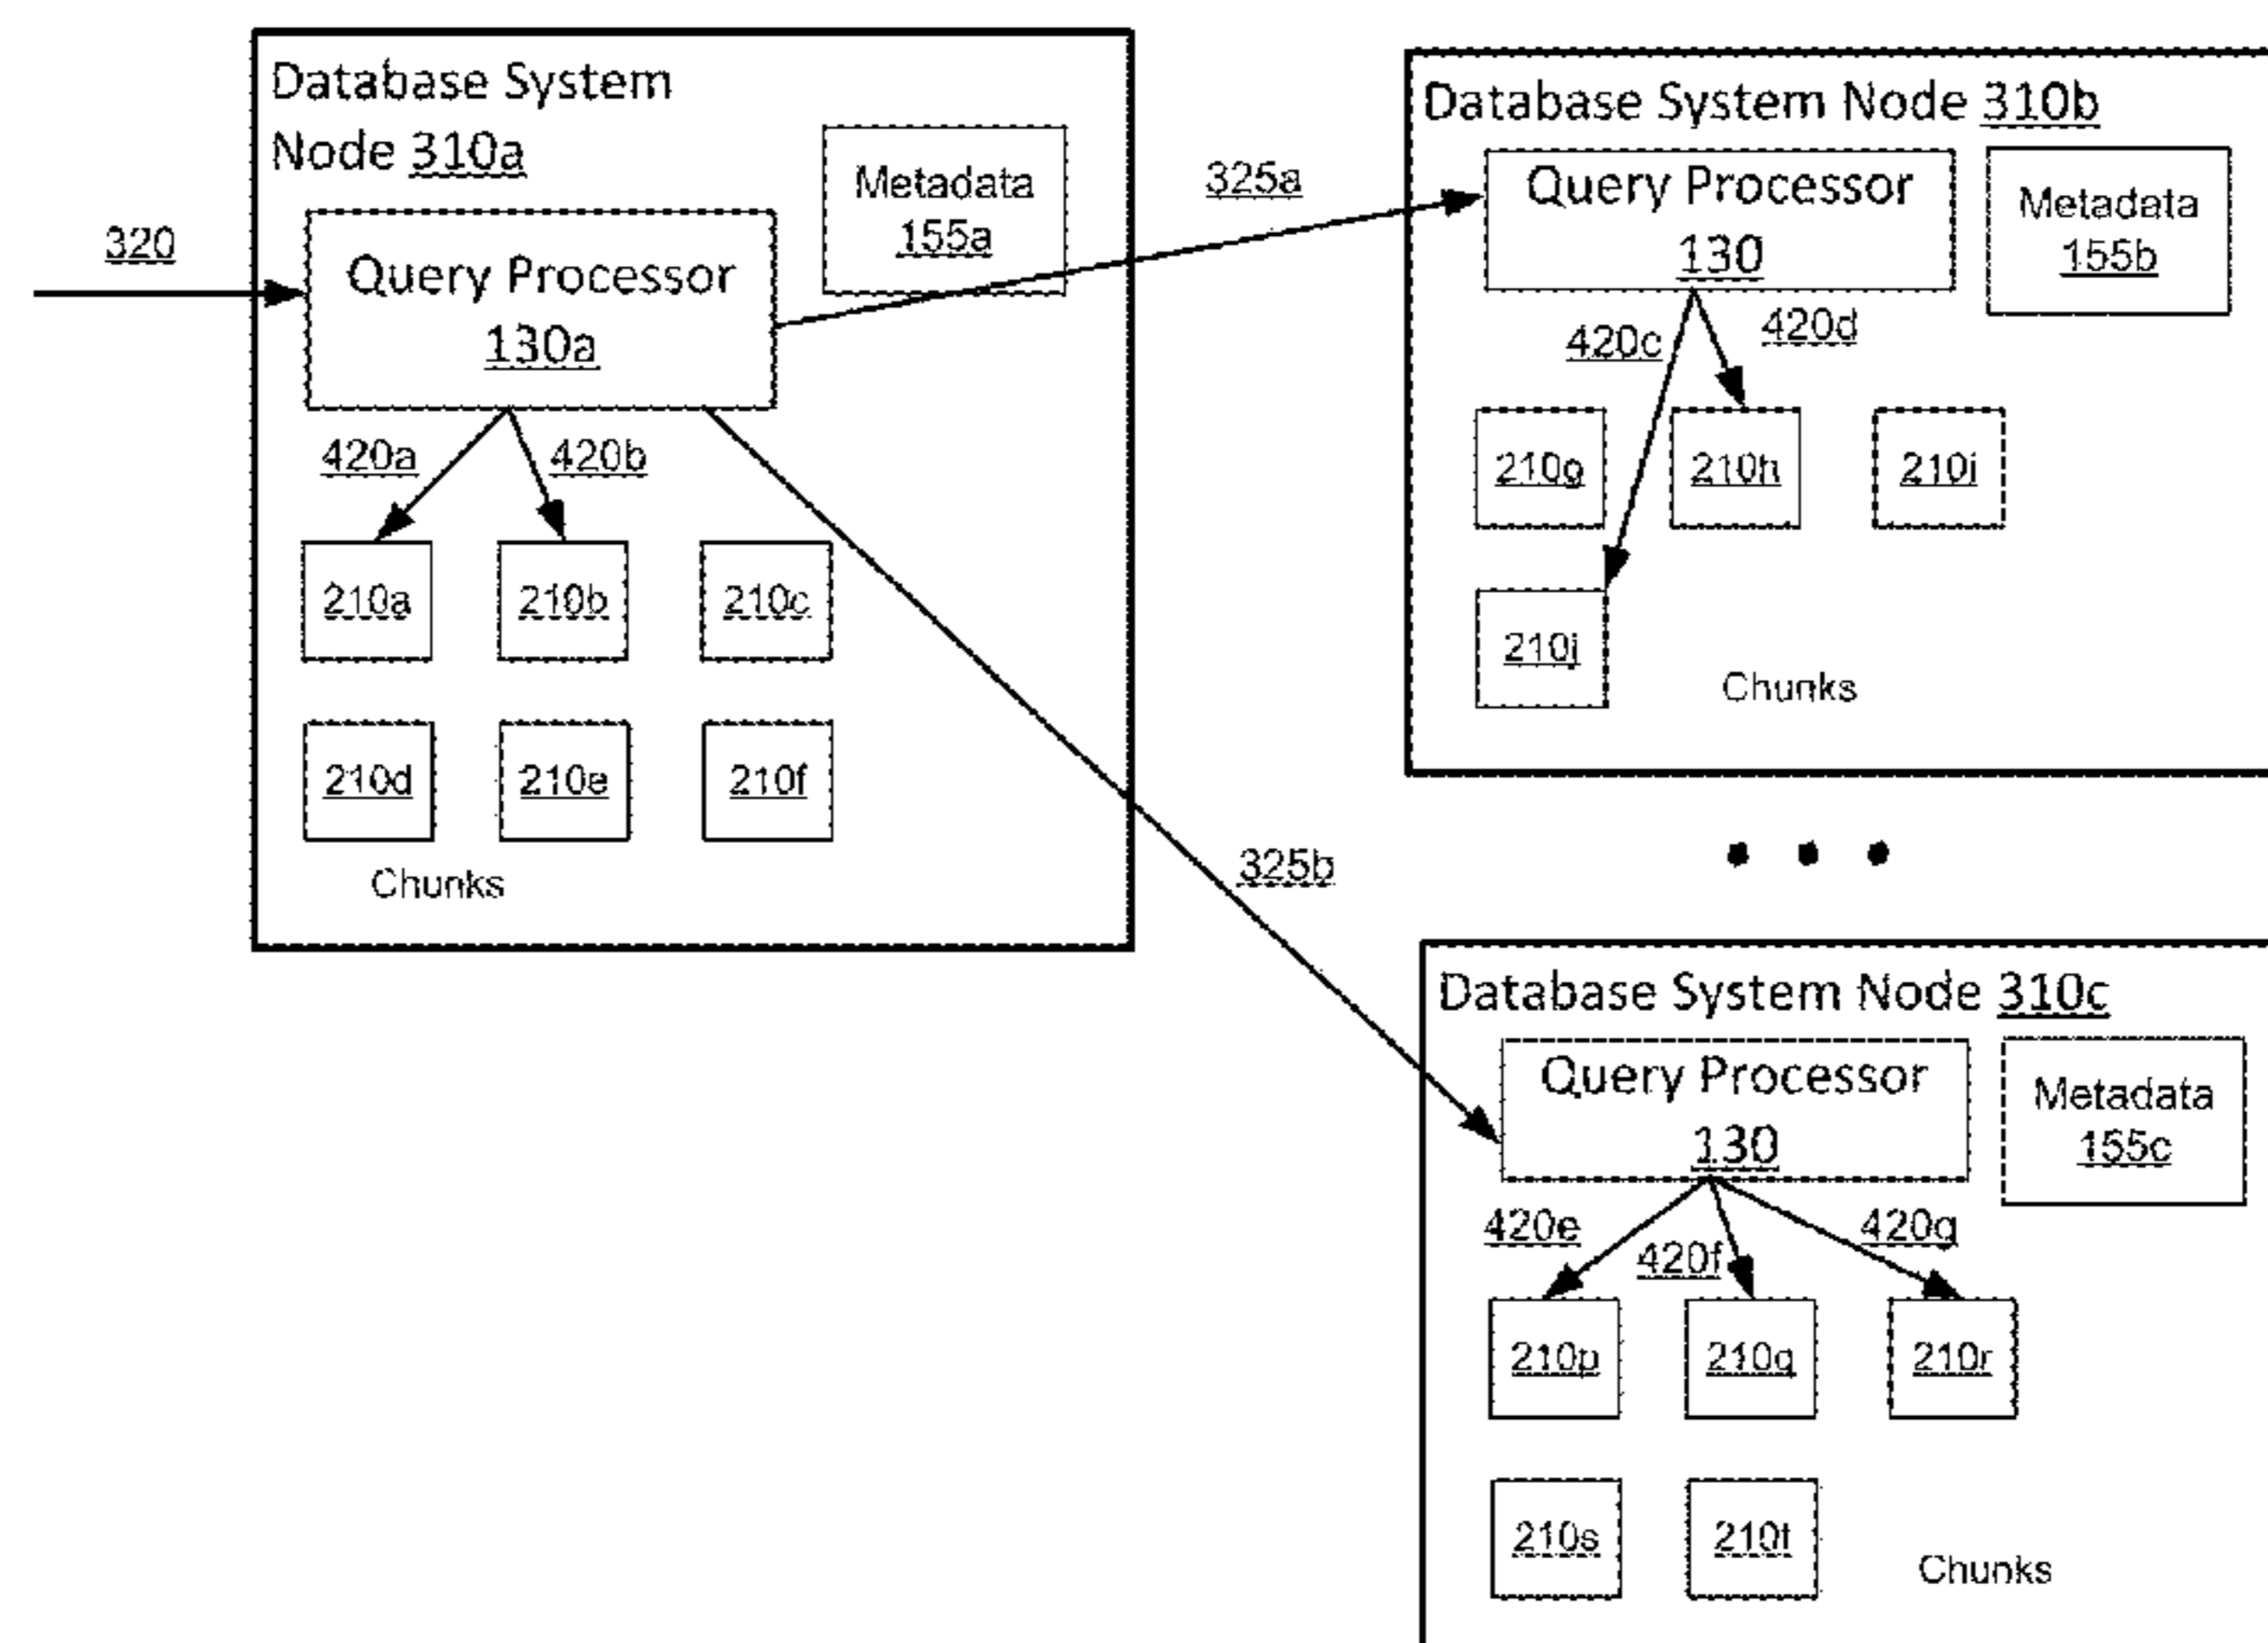 Database System
Node 310a
Metadata
155a
320
Query Processor
130a
420a
420b
210a
210b
210c
210d
210e
210f
Chunks
325a
325b
Database System Node 310b
Query Processor
130
Metadata
155b
420c
420d
210g
210h
210i
210j
Chunks
Database System Node 310c
Query Processor
130
Metadata
155c
420e
420f
420g
210p
210q
210r
210s
210t
Chunks